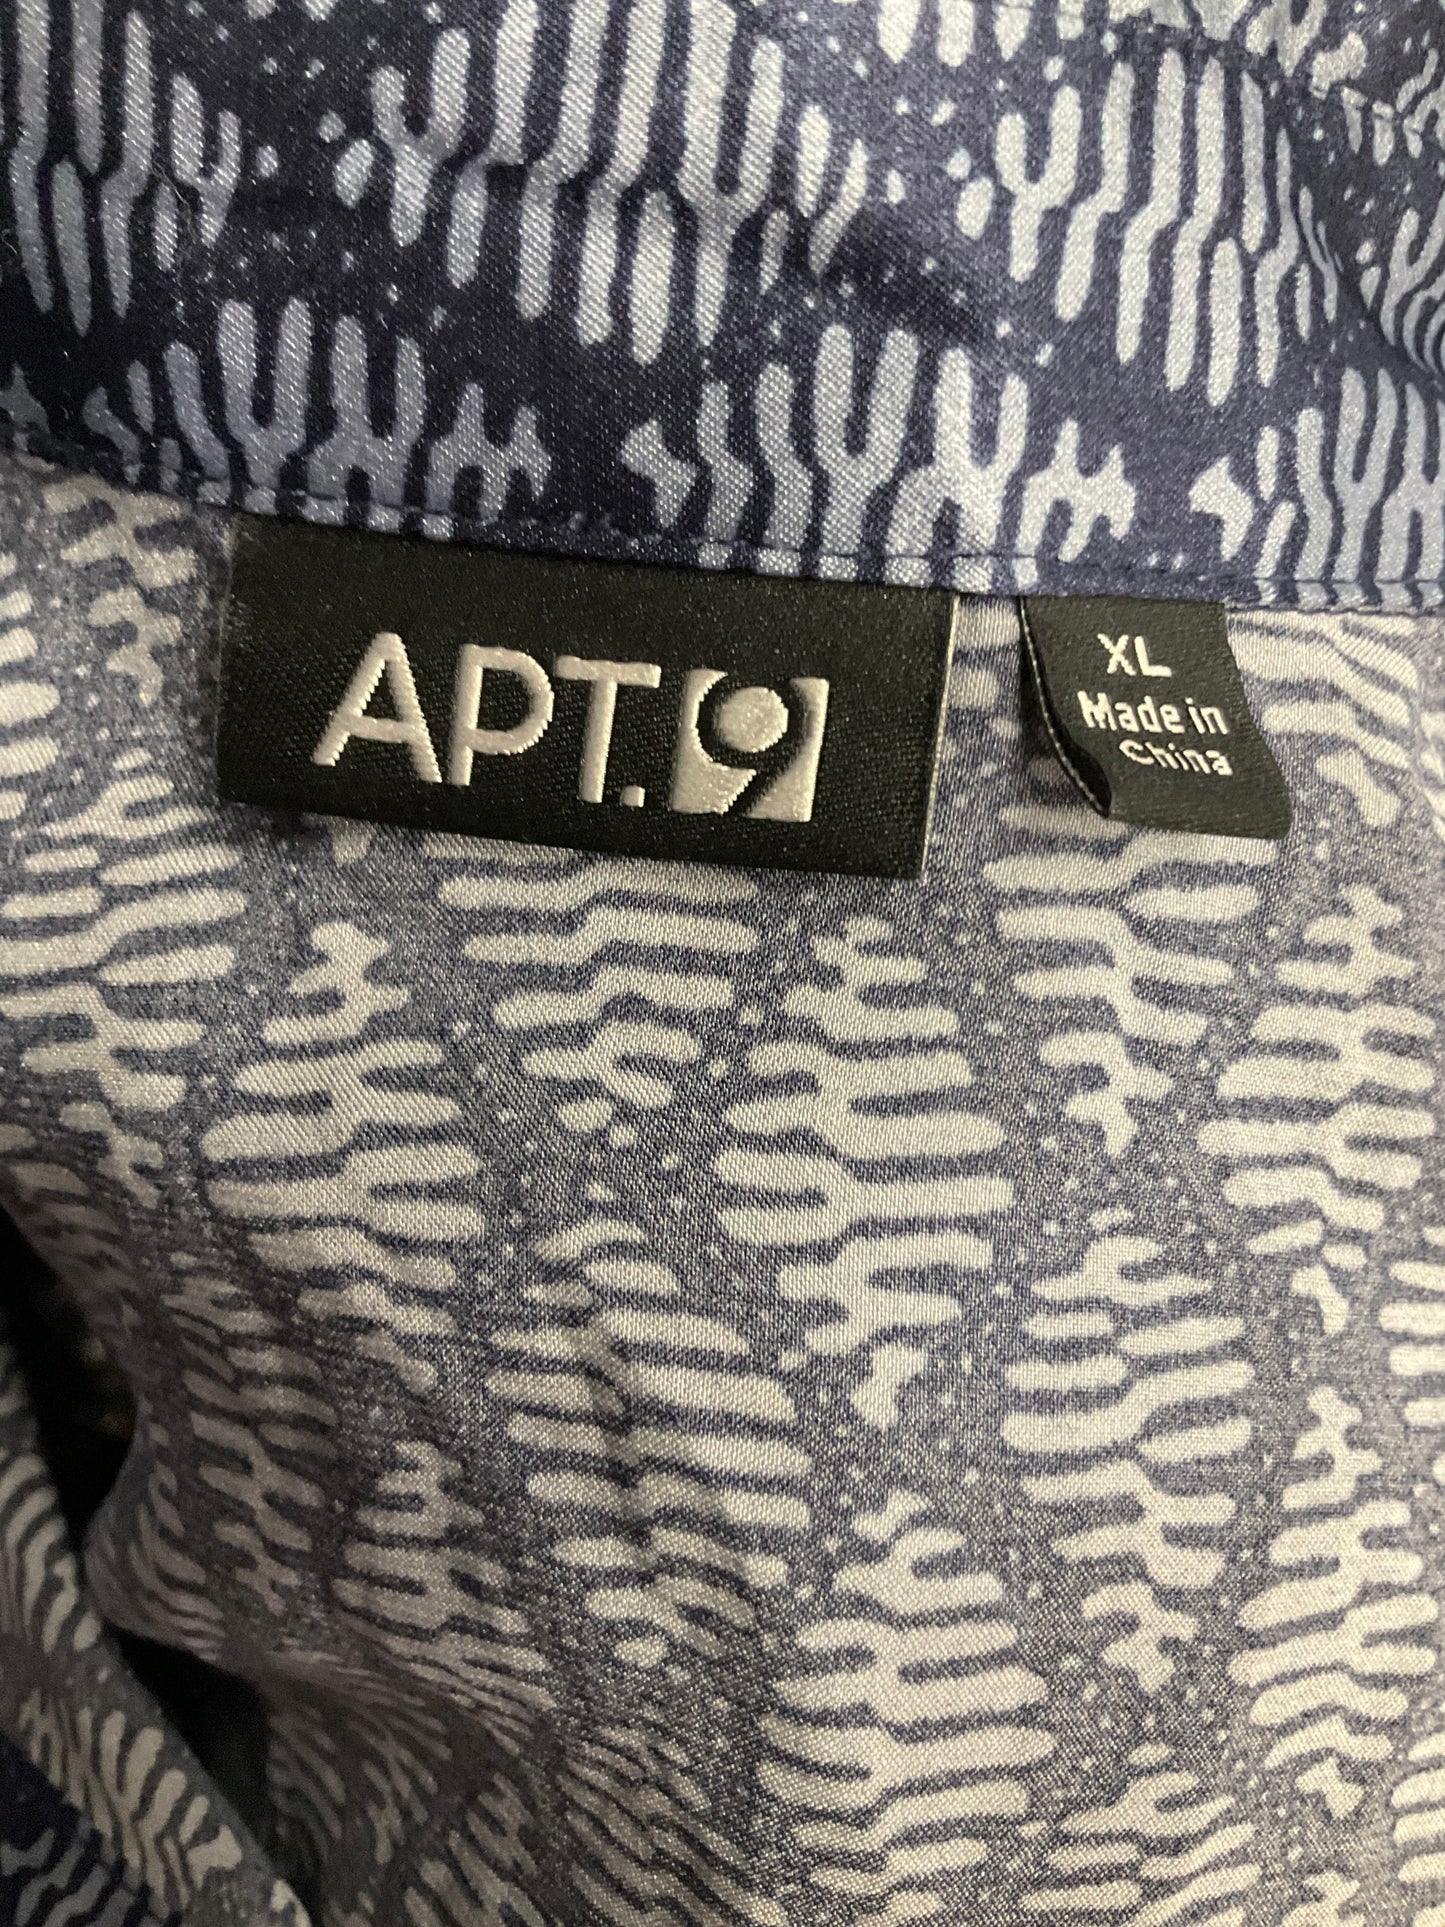 APT. 9
XL
Made in
China